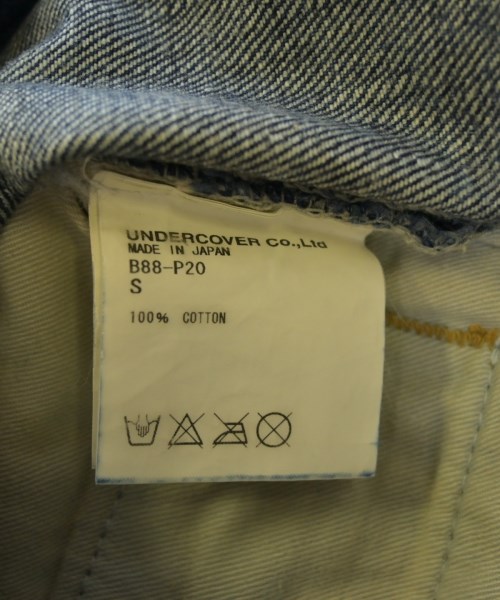 UNDERCOVER Co.,Ltd
MADE IN JAPAN
B88-P20
S
100% COTTON